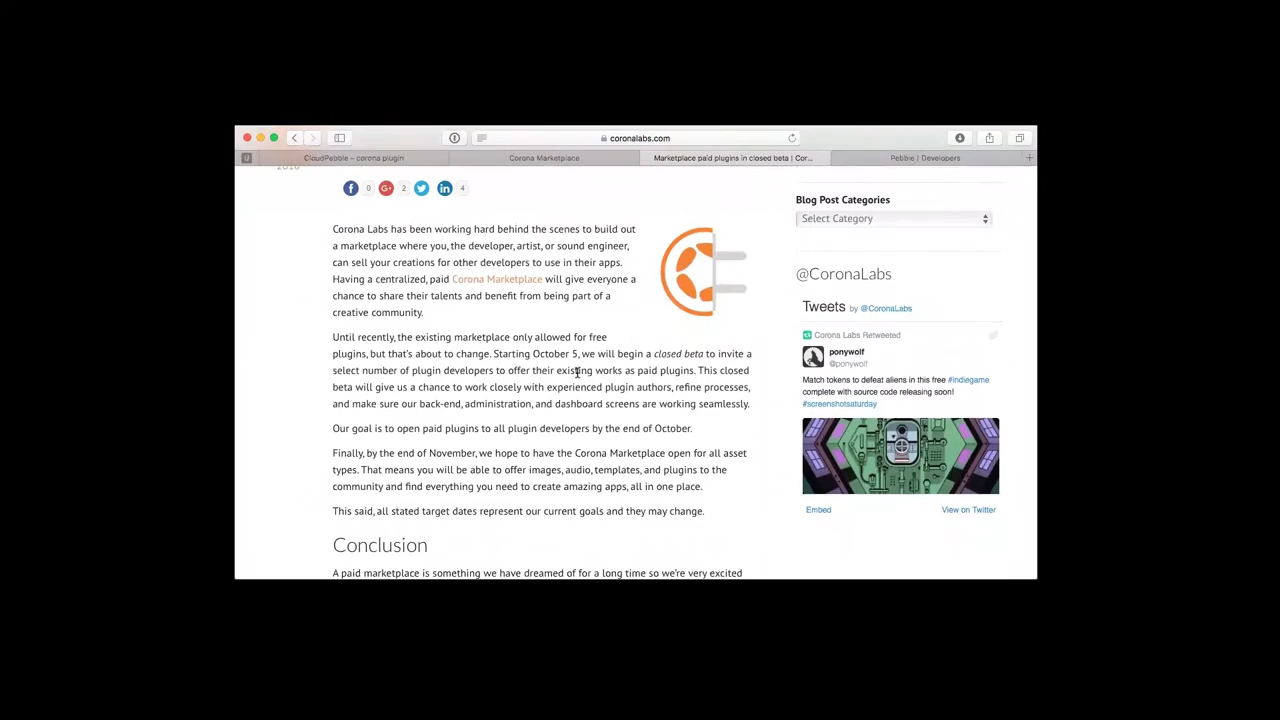 coronalabs.com
CloudPebble – corona plugin
Corona Marketplace
Marketplace paid plugins in closed beta | Cor...
Pebble | Developers
0
2
4
Corona Labs has been working hard behind the scenes to build out
a marketplace where you, the developer, artist, or sound engineer,
can sell your creations for other developers to use in their apps.
Having a centralized, paid Corona Marketplace will give everyone a
chance to share their talents and benefit from being part of a
creative community.
Until recently, the existing marketplace only allowed for free
plugins, but that's about to change. Starting October 5, we will begin a closed beta to invite a
select number of plugin developers to offer their existing works as paid plugins. This closed
beta will give us a chance to work closely with experienced plugin authors, refine processes,
and make sure our back-end, administration, and dashboard screens are working seamlessly.
Our goal is to open paid plugins to all plugin developers by the end of October.
Finally, by the end of November, we hope to have the Corona Marketplace open for all asset
types. That means you will be able to offer images, audio, templates, and plugins to the
community and find everything you need to create amazing apps, all in one place.
This said, all stated target dates represent our current goals and they may change.
Conclusion
A paid marketplace is something we have dreamed of for a long time so we're very excited
Blog Post Categories
Select Category
@CoronaLabs
Tweets by @CoronaLabs
Corona Labs Retweeted
ponywolf
@ponywolf
Match tokens to defeat aliens in this free #indiegame
complete with source code releasing soon!
#screenshotsaturday
Embed
View on Twitter